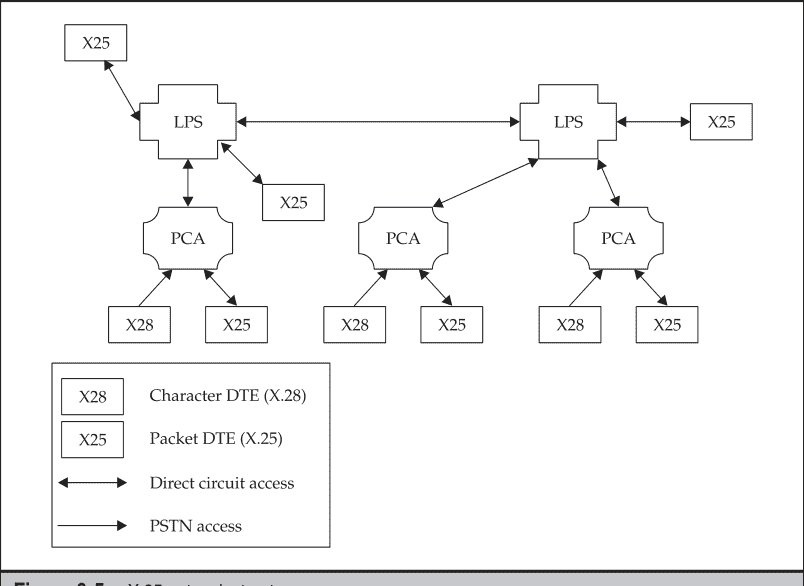 X25
LPS
LPS
X25
X25
PCA
PCA
PCA
X28
X25
X28
X25
X28
X25
X28 Character DTE (X.28)
X25 Packet DTE (X.25)
Direct circuit access
PSTN access